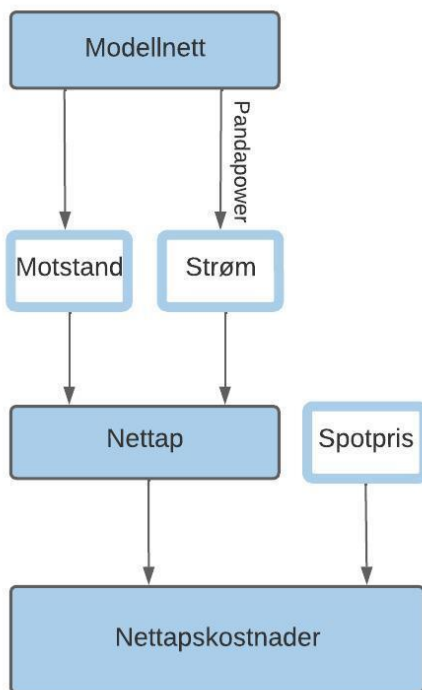 Modellnett
Pandapower
Motstand
Strøm
Nettap
Spotpris
Nettapskostnader